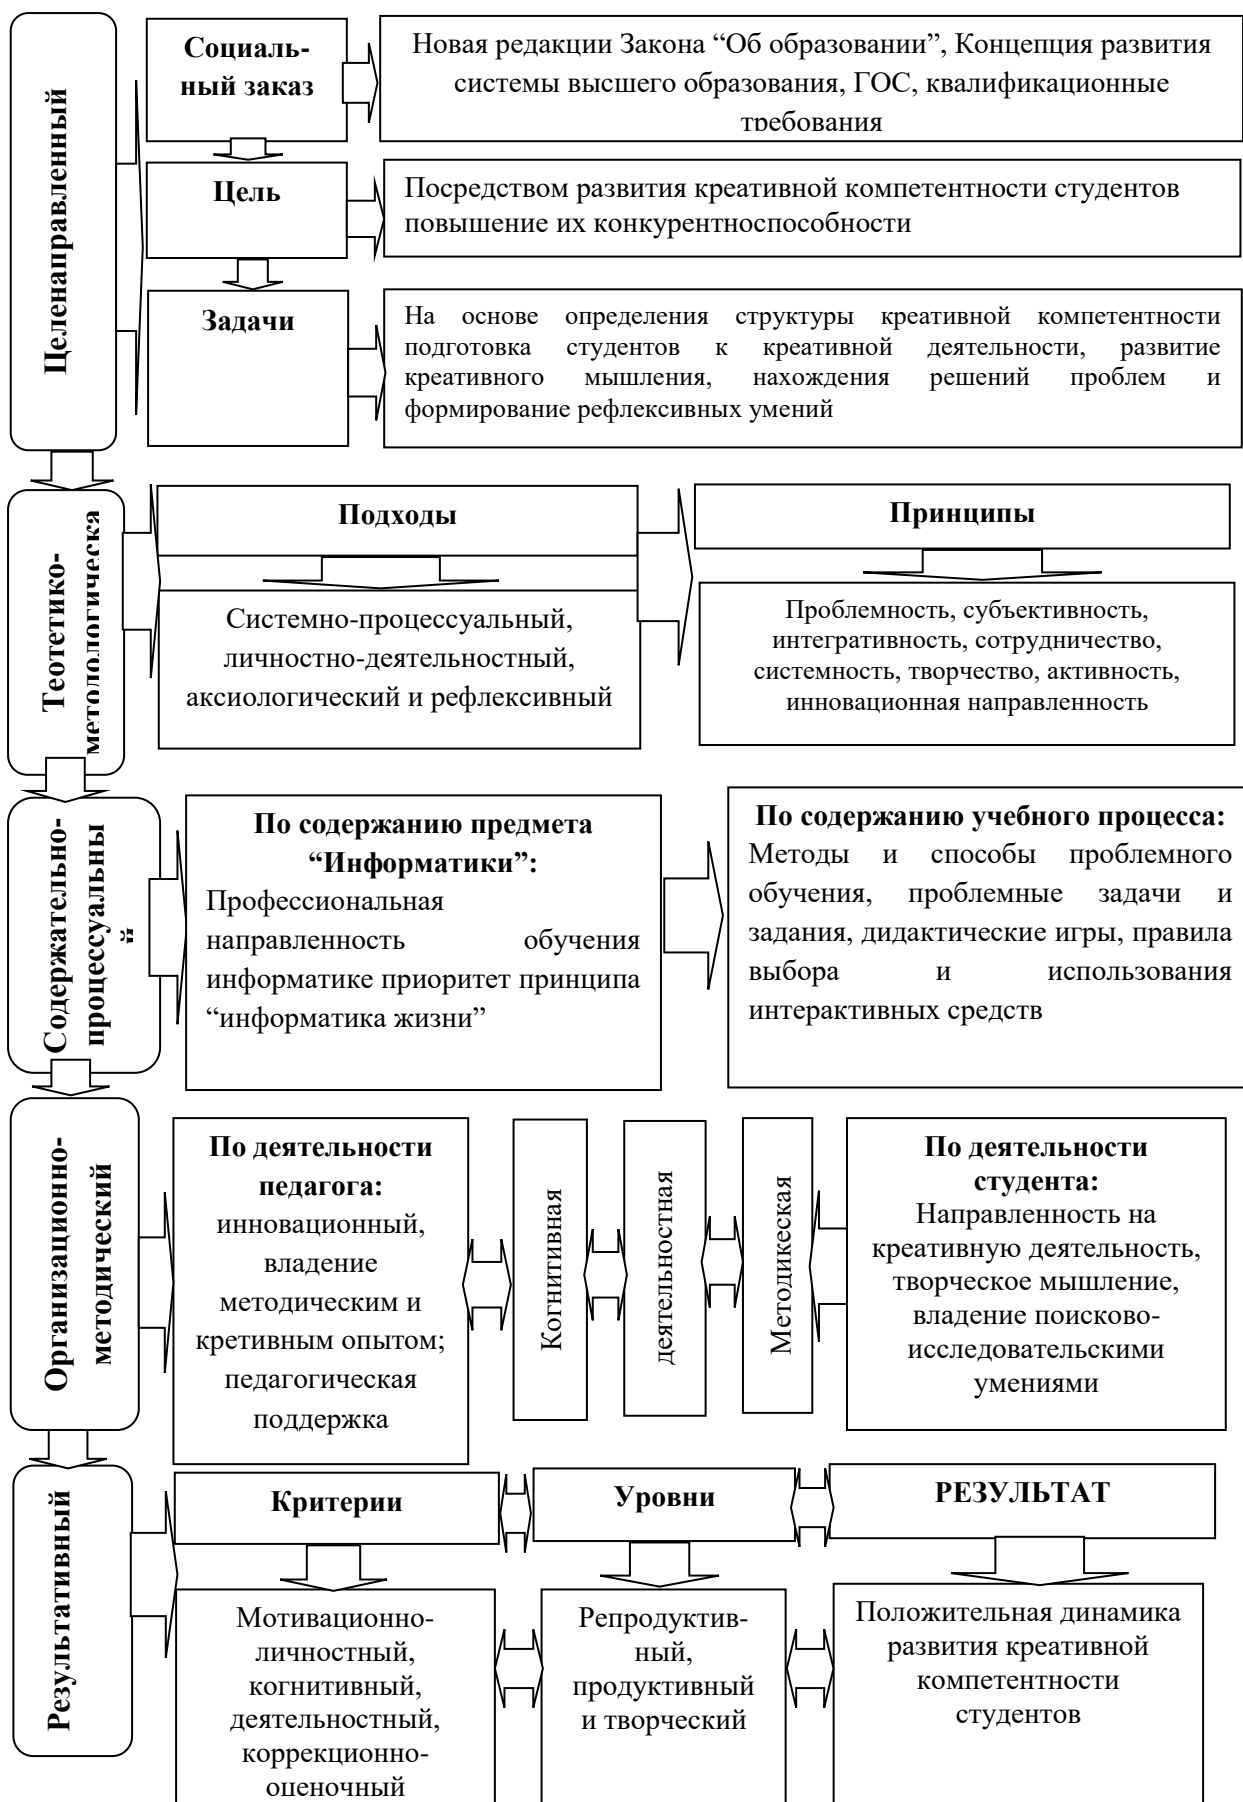 Целенаправленный
Социаль-
ный заказ
Новая редакции Закона “Об образовании”, Концепция развития
системы высшего образования, ГОС, квалификационные
требования
Цель
Посредством развития креативной компетентности студентов
повышение их конкурентноспособности
Задачи
На основе определения структуры креативной компетентности
подготовка студентов к креативной деятельности, развитие
креативного мышления, нахождения решений проблем и
формирование рефлексивных умений
Теотетико-
метолологическа
Подходы
Системно-процессуальный,
личностно-деятельностный,
аксиологический и рефлексивный
Принципы
Проблемность, субъективность,
интегративность, сотрудничество,
системность, творчество, активность,
инновационная направленность
Содержательно-
процессуальны
й
По содержанию предмета
“Информатики”:
Профессиональная
направленность обучения
информатике приоритет принципа
“информатика жизни”
По содержанию учебного процесса:
Методы и способы проблемного
обучения, проблемные задачи и
задания, дидактические игры, правила
выбора и использования
интерактивных средств
Организационно-
методический
По деятельности
педагога:
инновационный,
владение
методическим и
кретивным опытом;
педагогическая
поддержка
Когнитивная
деятельностная
Методикеская
По деятельности
студента:
Направленность на
креативную деятельность,
творческое мышление,
владение поисково-
исследовательскими
умениями
Результативный
Критерии
Уровни
РЕЗУЛЬТАТ
Мотивационно-
личностный,
когнитивный,
деятельностный,
коррекционно-
оценочный
Репродуктив-
ный,
продуктивный
и творческий
Положительная динамика
развития креативной
компетентности
студентов